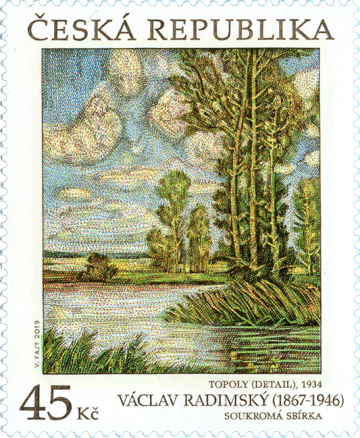 ČESKÁ REPUBLIKA
V. FAJT 2019
TOPOLY (DETAIL), 1934
45 Kč
VÁCLAV RADIMSKÝ (1867-1946)
SOUKROMÁ SBÍRKA